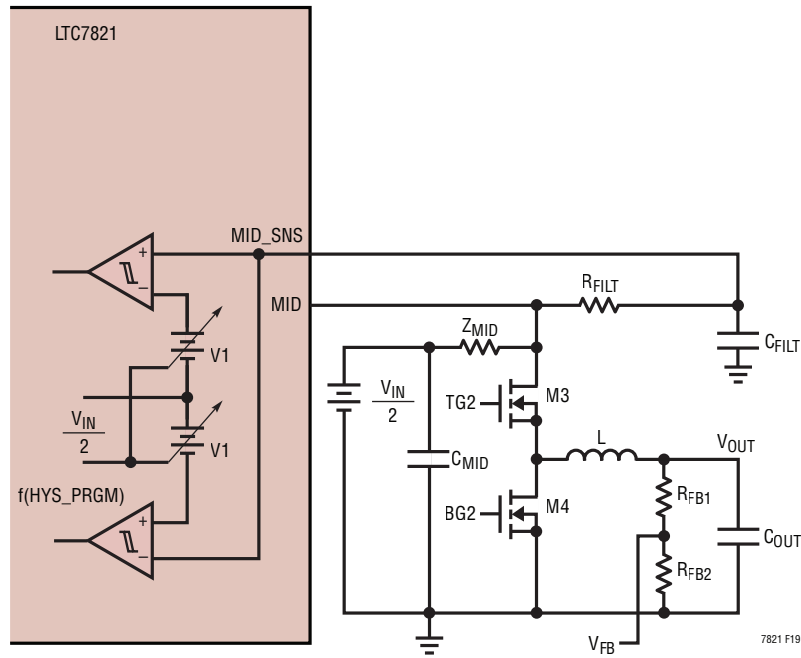 LTC7821
MID_SNS
+
–
MID
RFILT
ZMID
CFILT
V1
VIN
2
TG2
M3
VIN
2
L
VOUT
V1
CMID
RFB1
f(HYS_PRGM)
BG2
M4
COUT
+
–
RFB2
VFB
7821 F19